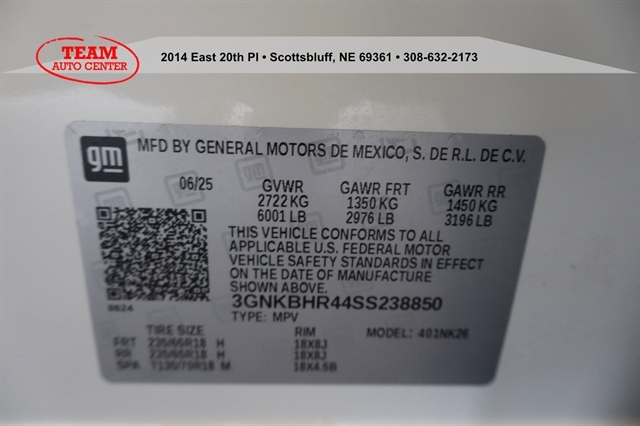 TEAM
AUTO CENTER
2014 East 20th Pl • Scottsbluff, NE 69361 • 308-632-2173
gm
MFD BY GENERAL MOTORS DE MEXICO, S. DE R.L. DE C.V.
06/25 GVWR GAWR FRT GAWR RR
2722 KG 1350 KG 1450 KG
6001 LB 2976 LB 3196 LB
THIS VEHICLE CONFORMS TO ALL
APPLICABLE U.S. FEDERAL MOTOR
VEHICLE SAFETY STANDARDS IN EFFECT
ON THE DATE OF MANUFACTURE
SHOWN ABOVE.
3GNKBHR44SS238850
0624 TYPE: MPV
TIRE SIZE RIM MODEL: 401NK26
FRT 235/65R18 H 18X8J
RR 235/65R18 H 18X8J
SPA T135/70R18 M 18X4.5B